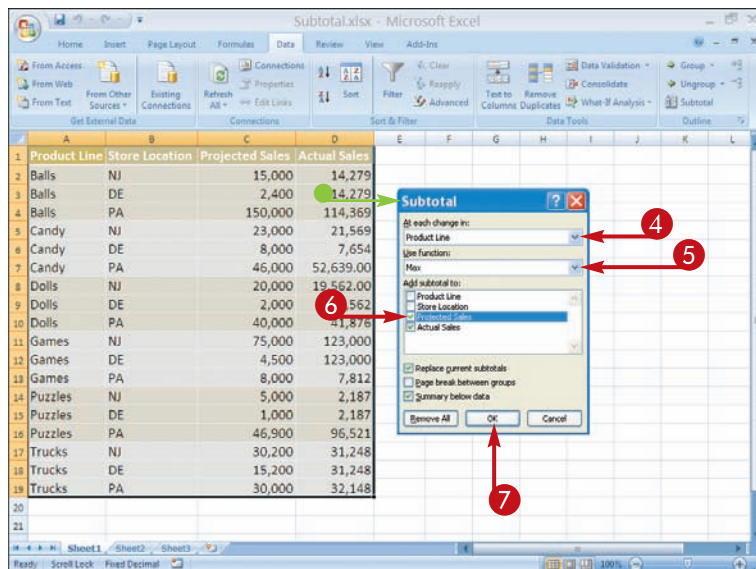 Subtotal.xlsx - Microsoft Excel
Home Insert Page Layout Formulas Data Review View Add-Ins
From Access
From Web
From Text
From Other Sources
Existing Connections
Get External Data
Refresh All
Connections
Properties
Edit Links
Connections
Sort
Filter
Clear
Reapply
Advanced
Sort & Filter
Text to Columns
Remove Duplicates
Data Validation
Consolidate
What-If Analysis
Data Tools
Group
Ungroup
Subtotal
Outline
A B C D E F G H I J K L
1 Product Line Store Location Projected Sales Actual Sales
2 Balls NJ 15,000 14,279
3 Balls DE 2,400 14,279
4 Balls PA 150,000 114,369
5 Candy NJ 23,000 21,569
6 Candy DE 8,000 7,654
7 Candy PA 46,000 52,639.00
8 Dolls NJ 20,000 19,562.00
9 Dolls DE 2,000 562
10 Dolls PA 40,000 41,876
11 Games NJ 75,000 123,000
12 Games DE 4,500 123,000
13 Games PA 8,000 7,812
14 Puzzles NJ 5,000 2,187
15 Puzzles DE 1,000 2,187
16 Puzzles PA 46,900 96,521
17 Trucks NJ 30,200 31,248
18 Trucks DE 15,200 31,248
19 Trucks PA 30,000 32,148
20
21
Subtotal
At each change in:
Product Line
4
Use function:
Max
5
Add subtotal to:
Product Line
Store Location
6
Projected Sales
Actual Sales
Replace current subtotals
Page break between groups
Summary below data
Remove All OK Cancel
7
Sheet1 Sheet2 Sheet3
Ready Scroll Lock Fixed Decimal 100%